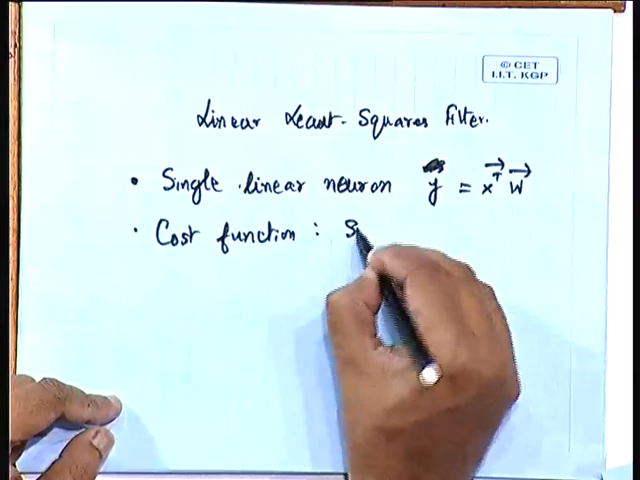 © CET
I.I.T. KGP
Linear Least-Squares Filter.
• Single linear neuron y = x⃗ᵀ w⃗
• Cost function : S